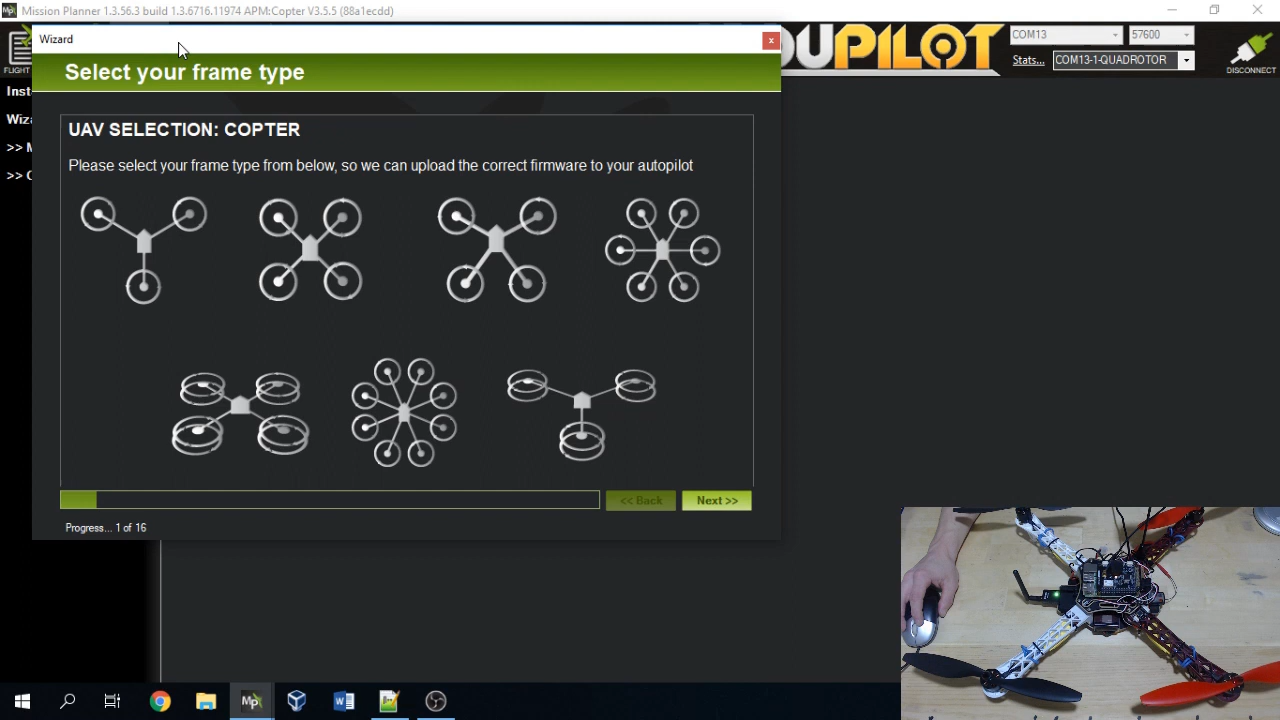 Mission Planner 1.3.56.3 build 1.3.6716.11974 APM:Copter V3.5.5 (88a1ecdd)
Wizard
COM13
57600
FLIGHT
Select your frame type
Stats...
COM13-1-QUADROTOR
DISCONNECT
Inst
Wiza
>> M
>> C
UAV SELECTION: COPTER
Please select your frame type from below, so we can upload the correct firmware to your autopilot
<< Back
Next >>
Progress... 1 of 16